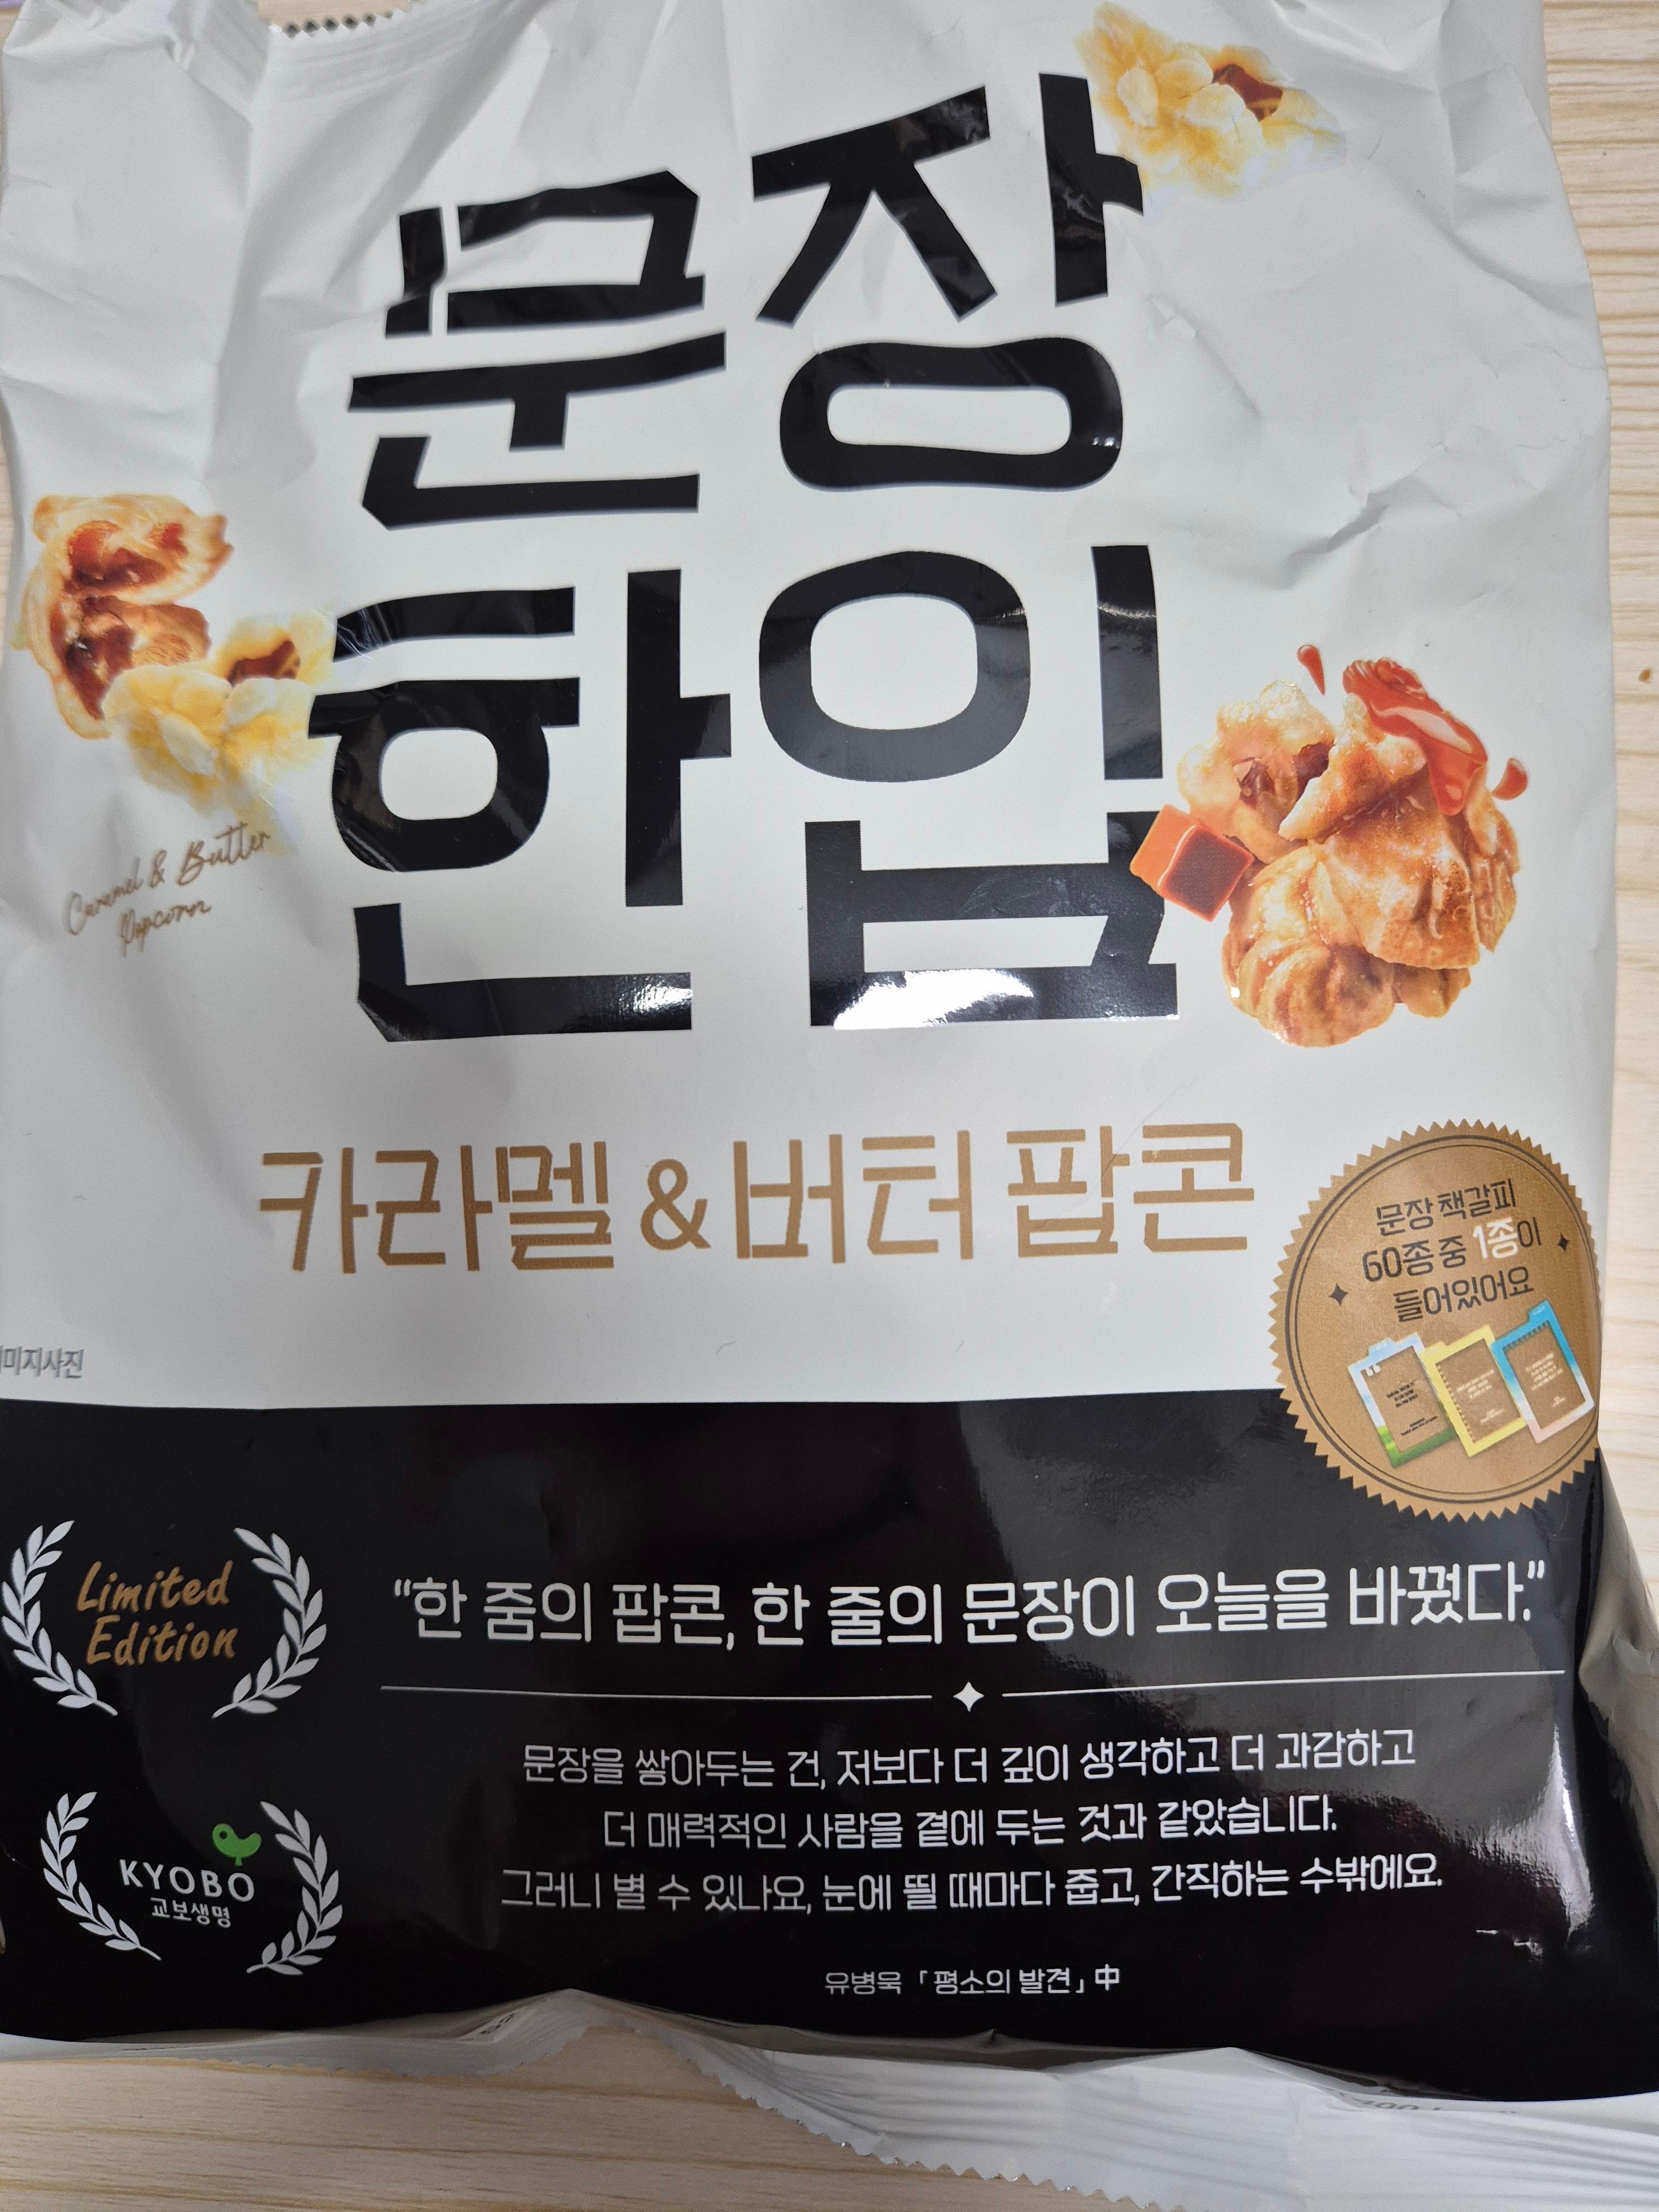 문장
한입
Caramel & Butter
Popcorn
카라멜 & 버터 팝콘
문장 책갈피
60종 중 1종이
들어있어요
이미지사진
Limited
Edition
“한 줌의 팝콘, 한 줄의 문장이 오늘을 바꿨다.”
문장을 쌓아두는 건, 저보다 더 깊이 생각하고 더 과감하고
더 매력적인 사람을 곁에 두는 것과 같았습니다.
그러니 별 수 있나요, 눈에 띌 때마다 줍고, 간직하는 수밖에요.
유병욱 「평소의 발견」 中
KYOBO
교보생명